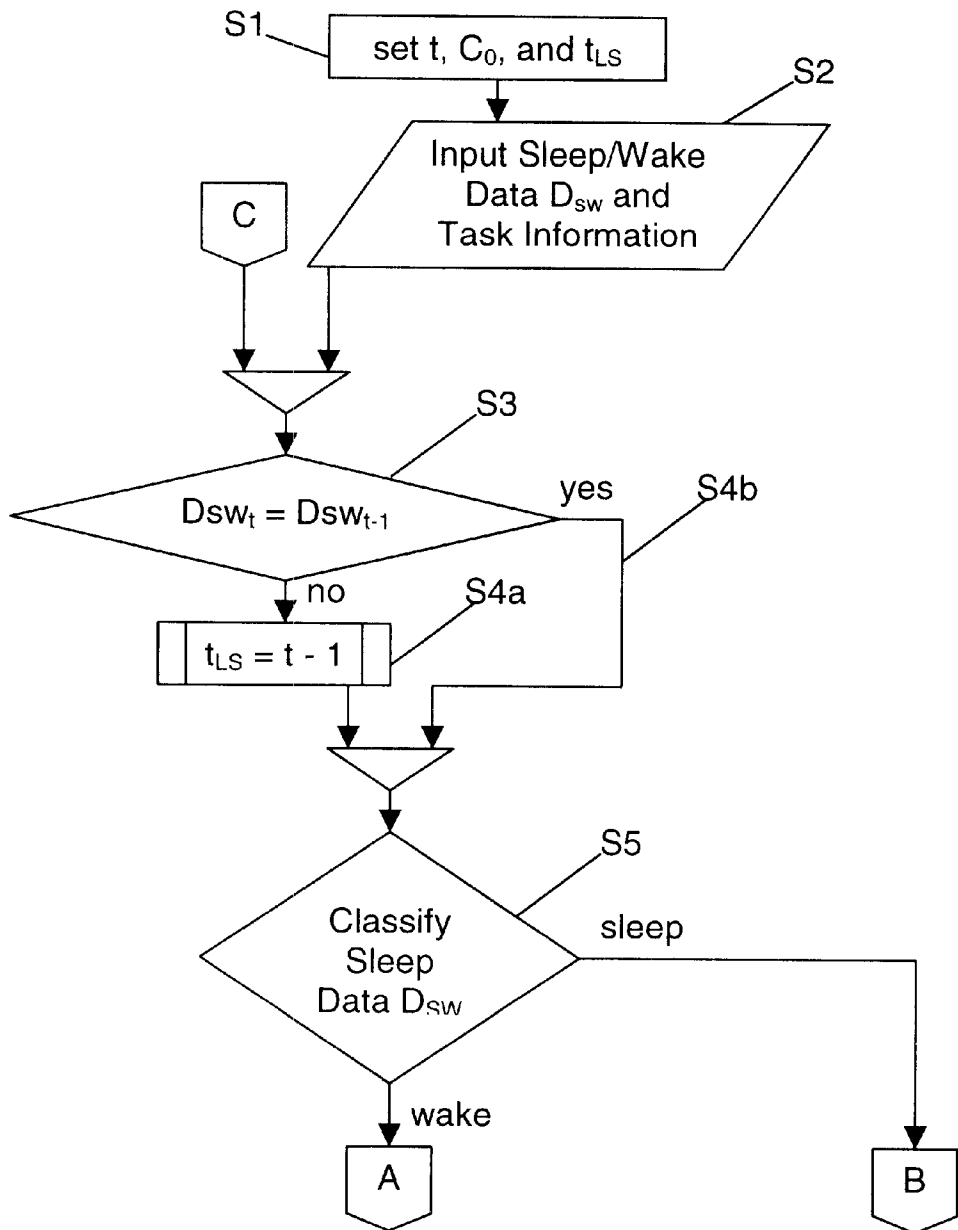 S1
set t, C₀, and t_LS
S2
Input Sleep/Wake
Data D_sw and
Task Information
C
S3
Dsw_t = Dsw_t-1
yes
S4b
no
S4a
t_LS = t - 1
S5
Classify
Sleep
Data D_SW
sleep
wake
A
B